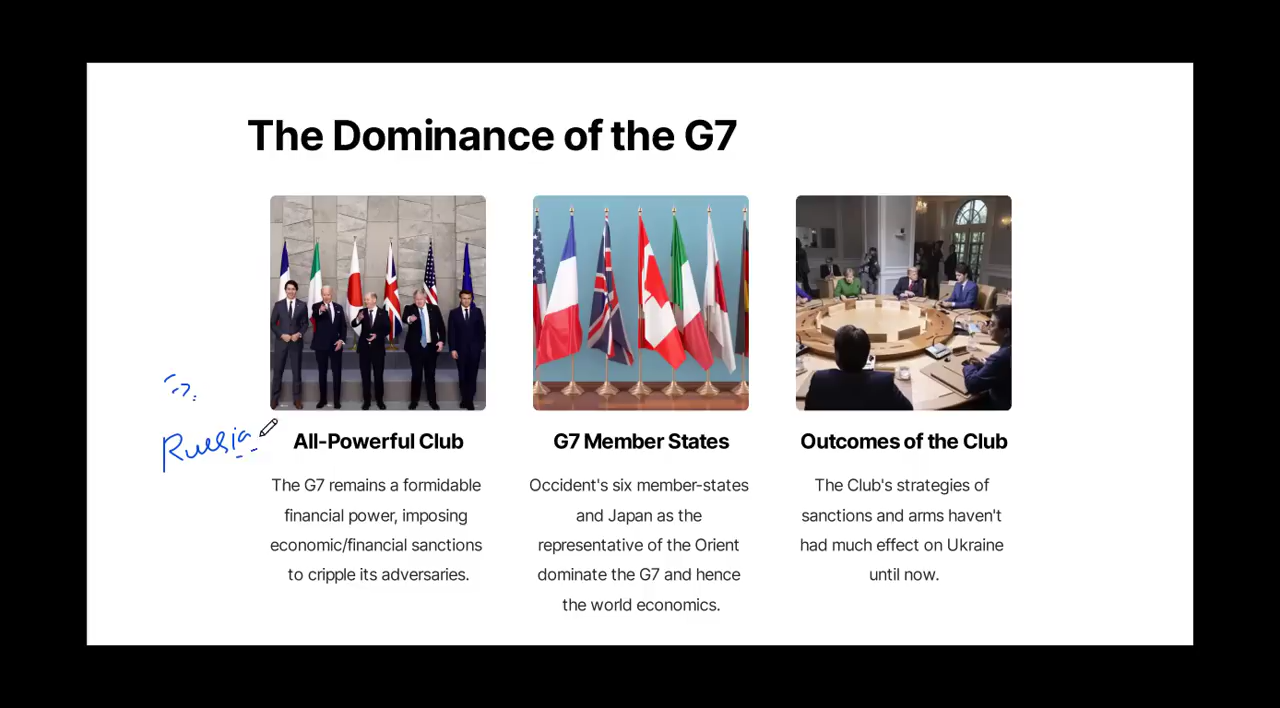 The Dominance of the G7
Russia
All-Powerful Club
The G7 remains a formidable
financial power, imposing
economic/financial sanctions
to cripple its adversaries.
G7 Member States
Occident's six member-states
and Japan as the
representative of the Orient
dominate the G7 and hence
the world economics.
Outcomes of the Club
The Club's strategies of
sanctions and arms haven't
had much effect on Ukraine
until now.